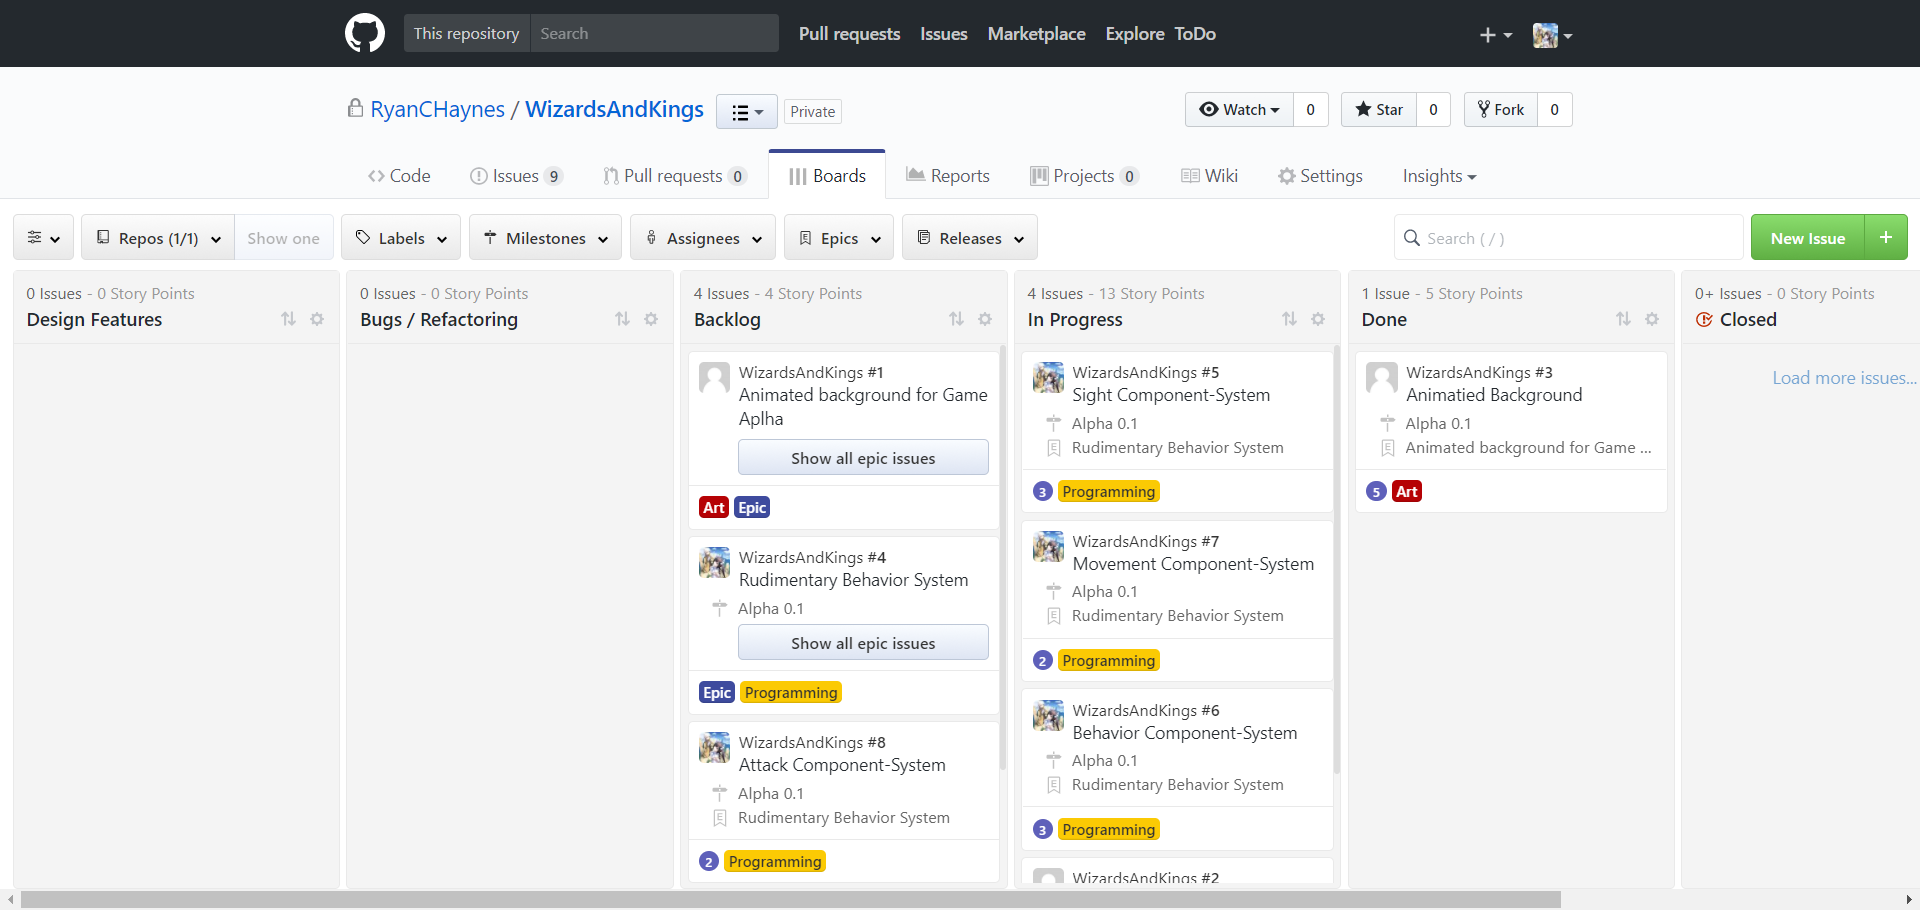 This repository Search Pull requests Issues Marketplace Explore ToDo
RyanCHaynes / WizardsAndKings Private Watch 0 Star 0 Fork 0
Code Issues 9 Pull requests 0 Boards Reports Projects 0 Wiki Settings Insights
Repos (1/1) Show one Labels Milestones Assignees Epics Releases Search ( / ) New Issue +
0 Issues - 0 Story Points
Design Features
0 Issues - 0 Story Points
Bugs / Refactoring
4 Issues - 4 Story Points
Backlog
WizardsAndKings #1
Animated background for Game
Aplha
Show all epic issues
Art Epic
WizardsAndKings #4
Rudimentary Behavior System
Alpha 0.1
Show all epic issues
Epic Programming
WizardsAndKings #8
Attack Component-System
Alpha 0.1
Rudimentary Behavior System
2 Programming
4 Issues - 13 Story Points
In Progress
WizardsAndKings #5
Sight Component-System
Alpha 0.1
Rudimentary Behavior System
3 Programming
WizardsAndKings #7
Movement Component-System
Alpha 0.1
Rudimentary Behavior System
2 Programming
WizardsAndKings #6
Behavior Component-System
Alpha 0.1
Rudimentary Behavior System
3 Programming
WizardsAndKings #2
1 Issue - 5 Story Points
Done
WizardsAndKings #3
Animatied Background
Alpha 0.1
Animated background for Game ...
5 Art
0+ Issues - 0 Story Points
Closed
Load more issues...